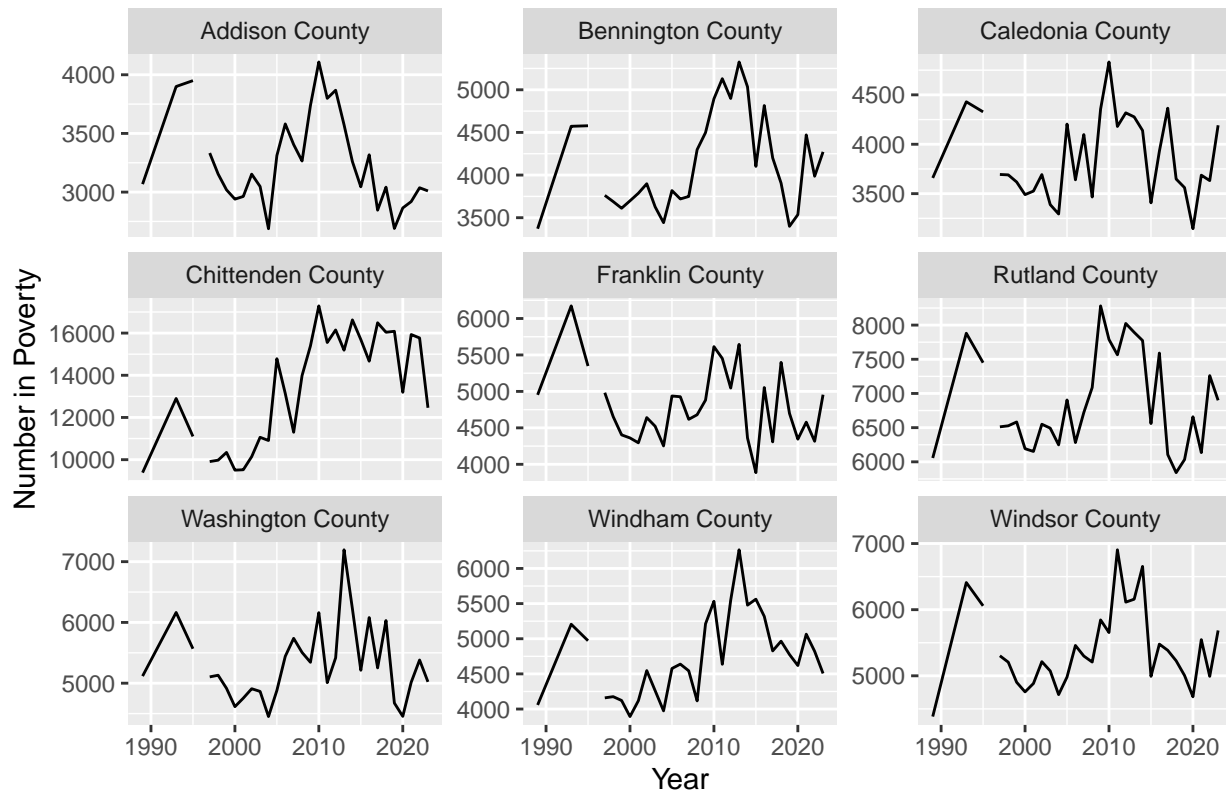 Addison County
Bennington County
Caledonia County
4000
3500
3000
5000
4500
4000
3500
4500
4000
3500
Chittenden County
Franklin County
Rutland County
16000
14000
12000
10000
6000
5500
5000
4500
4000
8000
7500
7000
6500
6000
Number in Poverty
Washington County
Windham County
Windsor County
7000
6000
5000
6000
5500
5000
4500
4000
7000
6000
5000
1990 2000 2010 2020
1990 2000 2010 2020
1990 2000 2010 2020
Year